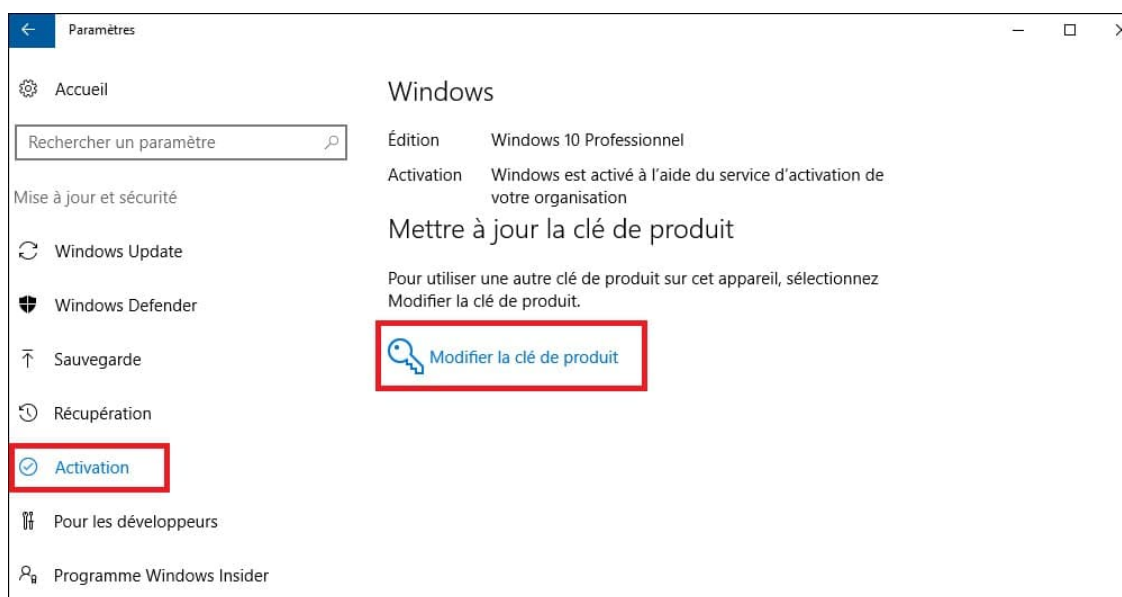 Paramètres
Accueil
Rechercher un paramètre
Mise à jour et sécurité
Windows Update
Windows Defender
Sauvegarde
Récupération
Activation
Pour les développeurs
Programme Windows Insider
Windows
Édition Windows 10 Professionnel
Activation Windows est activé à l’aide du service d’activation de
votre organisation
Mettre à jour la clé de produit
Pour utiliser une autre clé de produit sur cet appareil, sélectionnez
Modifier la clé de produit.
Modifier la clé de produit